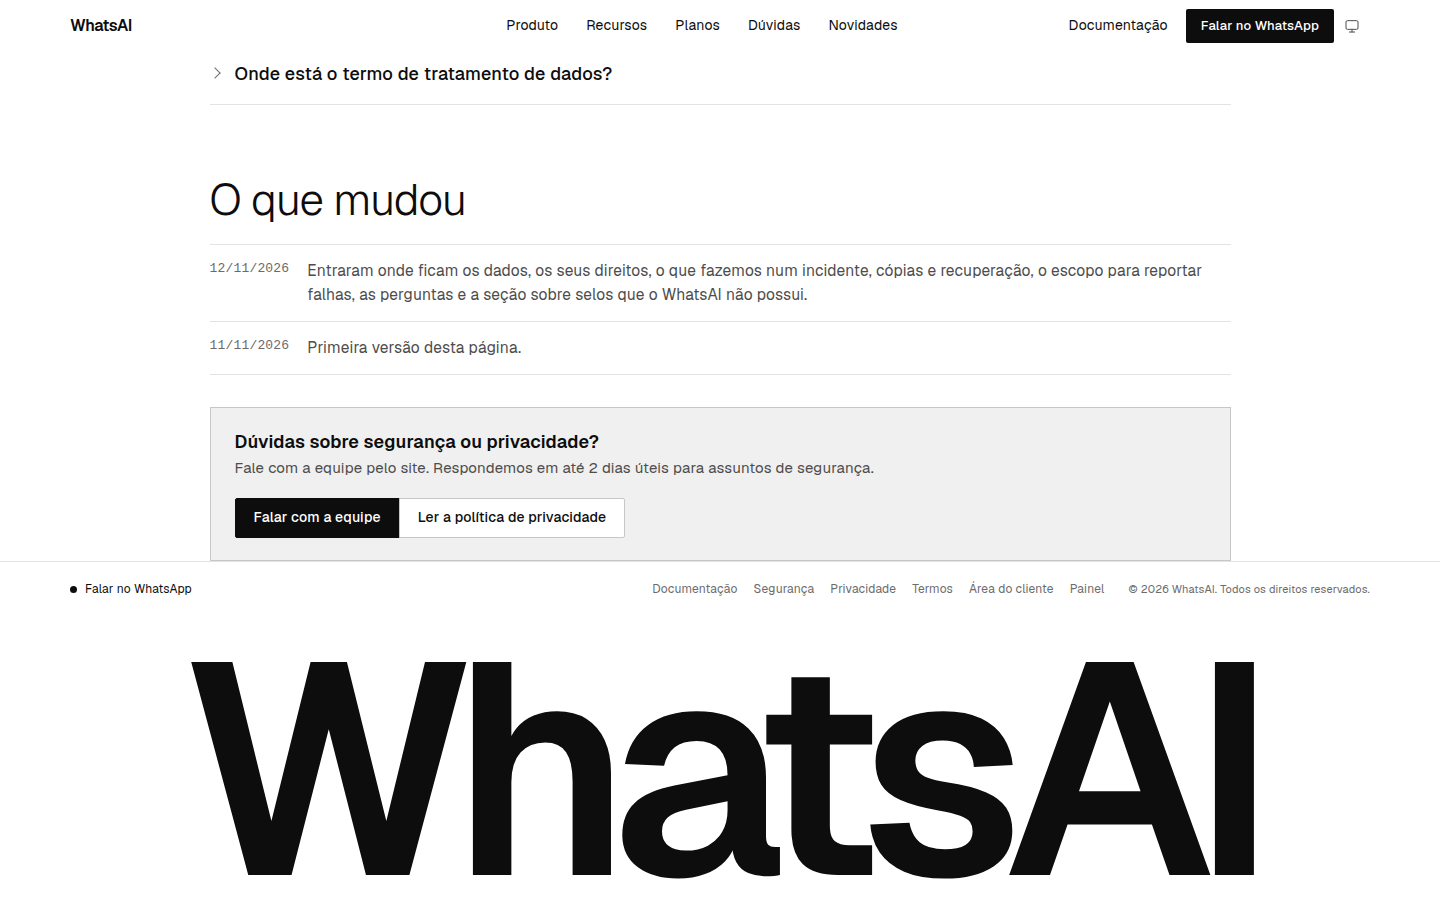 WhatsAI
Produto
Recursos
Planos
Dúvidas
Novidades
Documentação
Falar no WhatsApp
Onde está o termo de tratamento de dados?
O que mudou
12/11/2026
Entraram onde ficam os dados, os seus direitos, o que fazemos num incidente, cópias e recuperação, o escopo para reportar
falhas, as perguntas e a seção sobre selos que o WhatsAI não possui.
11/11/2026
Primeira versão desta página.
Dúvidas sobre segurança ou privacidade?
Fale com a equipe pelo site. Respondemos em até 2 dias úteis para assuntos de segurança.
Falar com a equipe
Ler a política de privacidade
Falar no WhatsApp
Documentação
Segurança
Privacidade
Termos
Área do cliente
Painel
© 2026 WhatsAI. Todos os direitos reservados.
WhatsAI